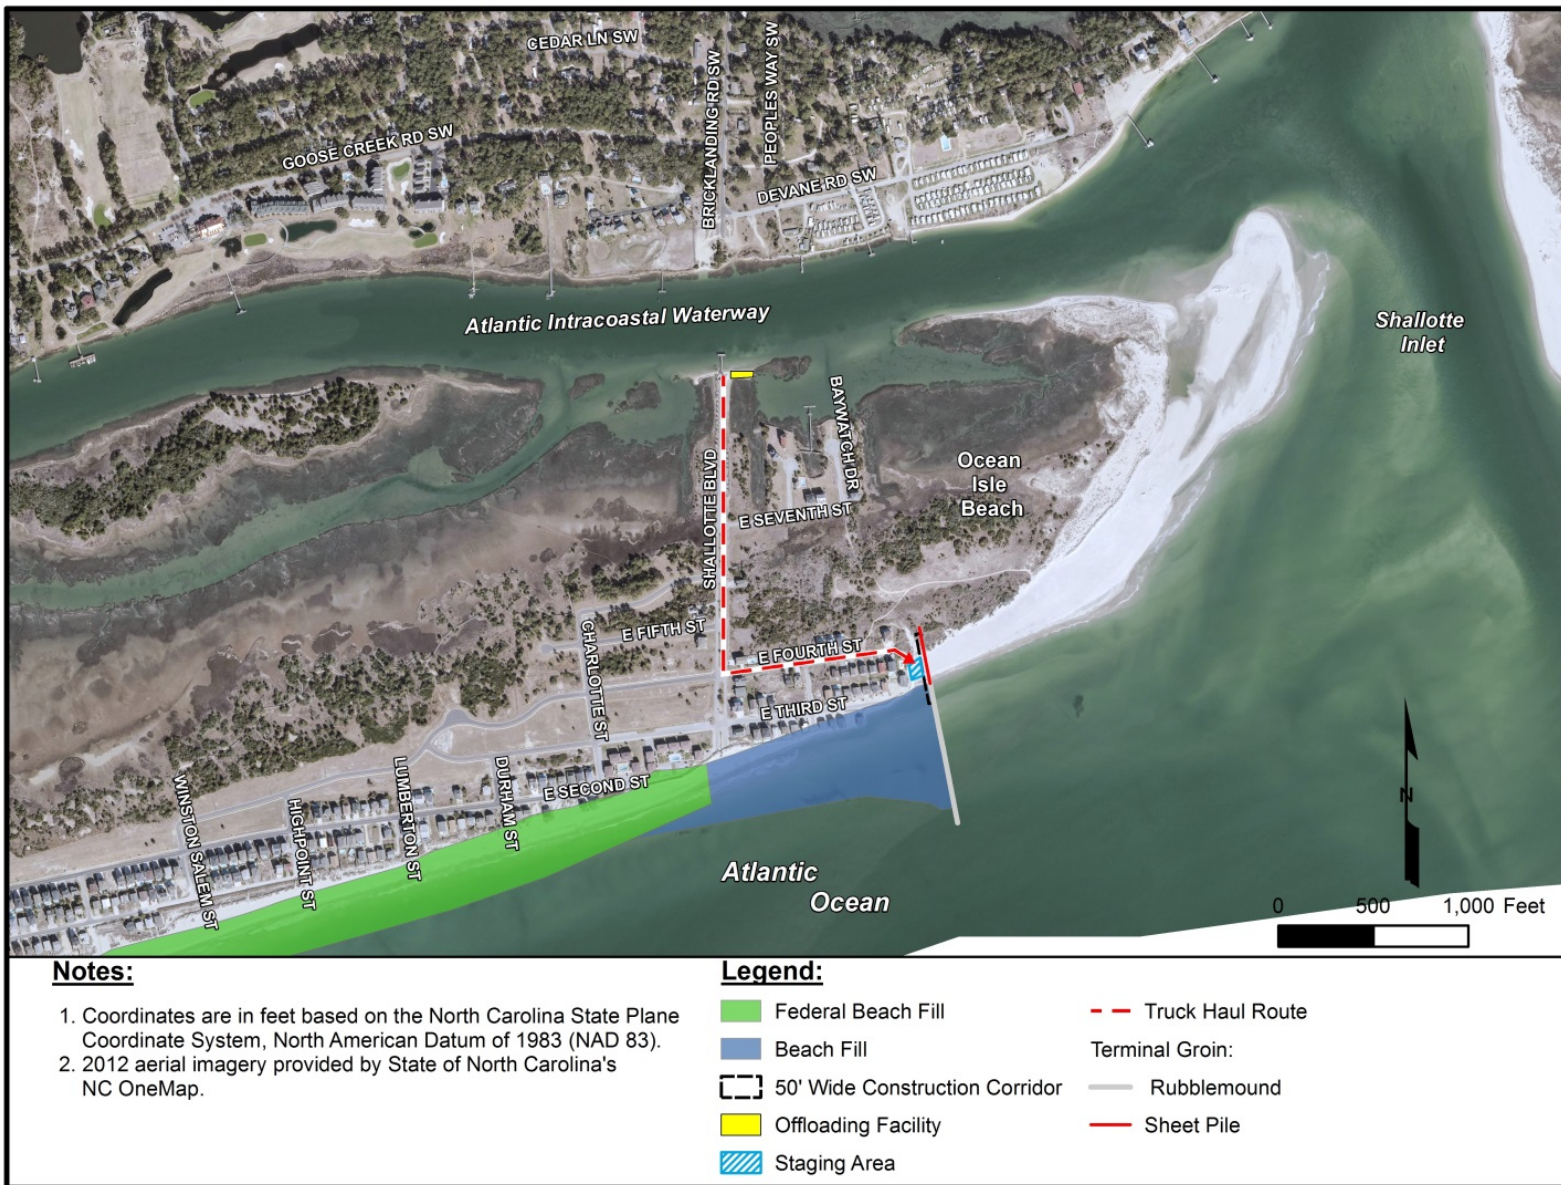 CEDAR LN SW
BRICKLANDING RD SW
PEOPLES WAY SW
GOOSE CREEK RD SW
DEVANE RD SW
Atlantic Intracoastal Waterway
Shallotte
Inlet
BAYWATCH DR
SHALLOTTE BLVD
Ocean
Isle
Beach
E SEVENTH ST
CHARLOTTE ST
E FIFTH ST
E FOURTH ST
E THIRD ST
WINSTON SALEM ST
HIGHPOINT ST
LUMBERTON ST
DURHAM ST
E SECOND ST
Atlantic
Ocean
N
0 500 1,000 Feet
Notes:
1. Coordinates are in feet based on the North Carolina State Plane
Coordinate System, North American Datum of 1983 (NAD 83).
2. 2012 aerial imagery provided by State of North Carolina's
NC OneMap.
Legend:
Federal Beach Fill
Beach Fill
50' Wide Construction Corridor
Offloading Facility
Staging Area
Truck Haul Route
Terminal Groin:
Rubblemound
Sheet Pile